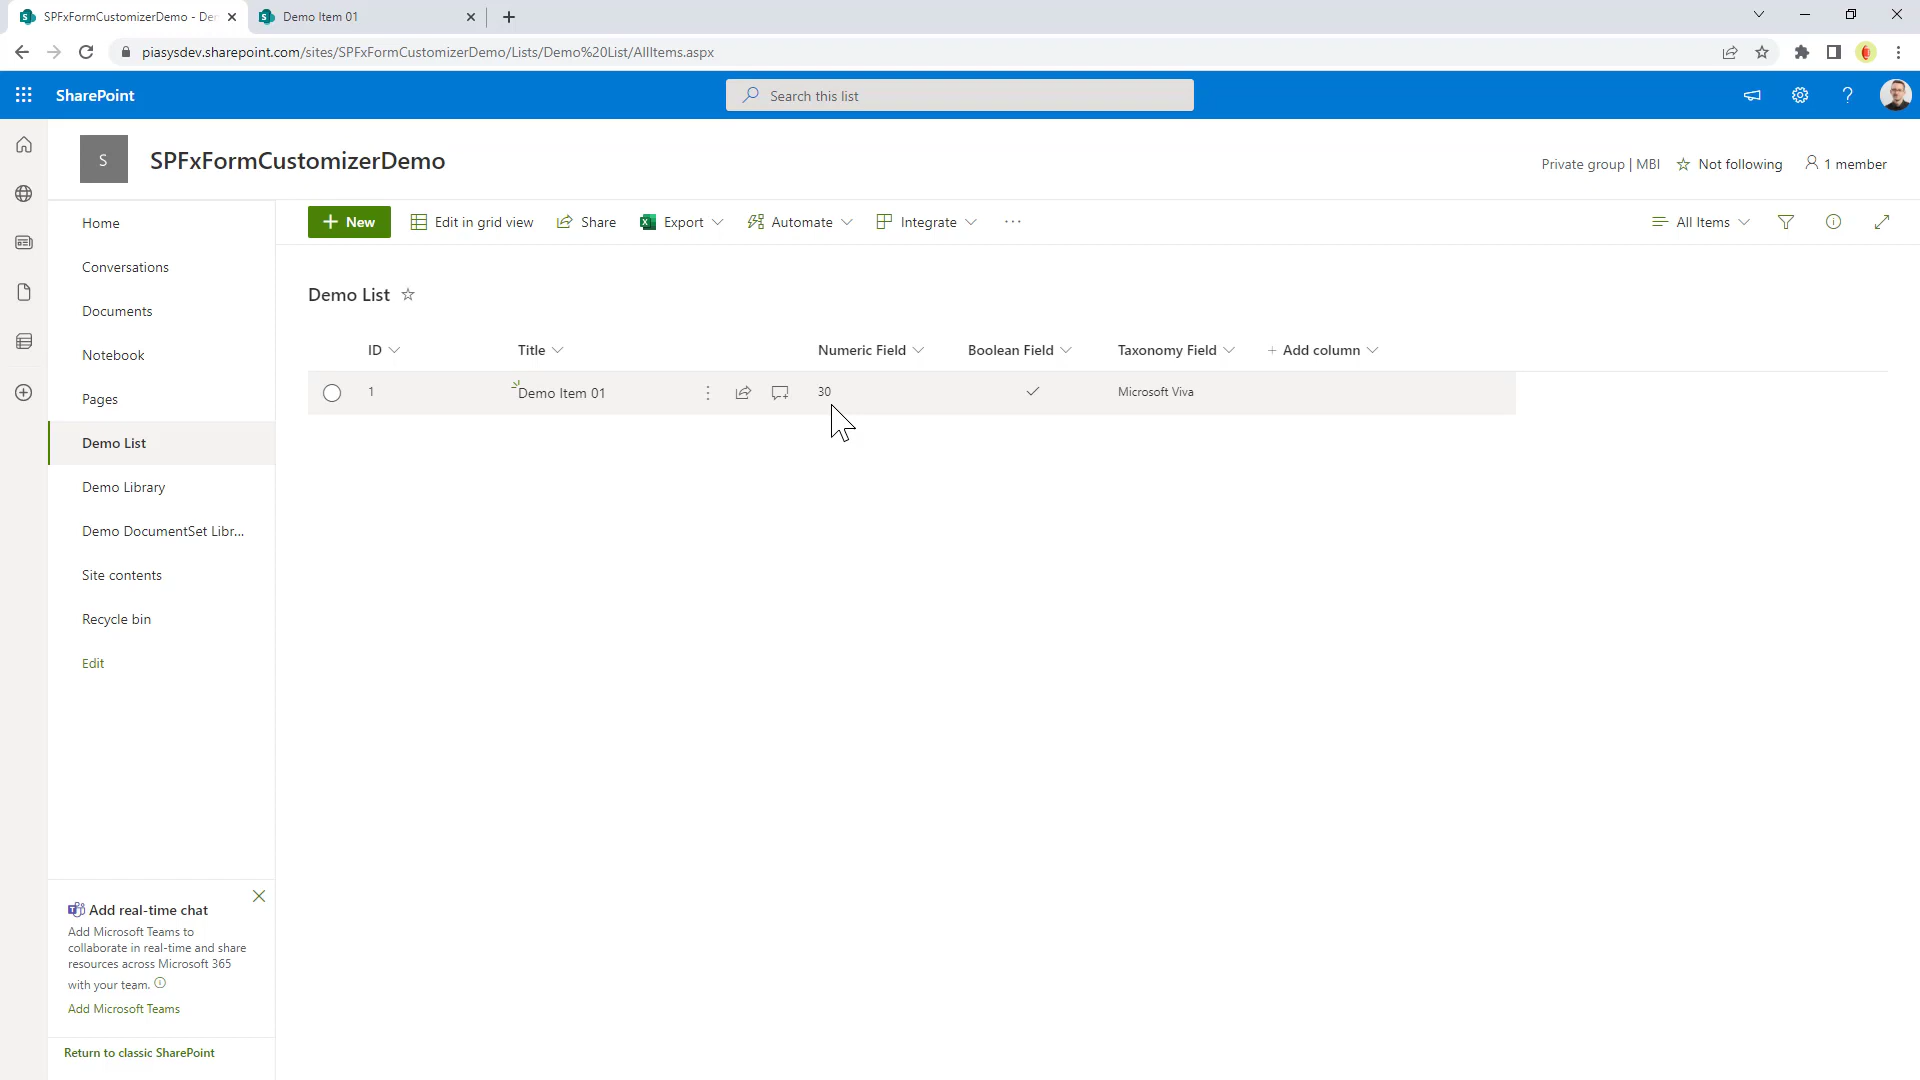 SPFxFormCustomizerDemo - De
Demo Item 01
piasysdev.sharepoint.com/sites/SPFxFormCustomizerDemo/Lists/Demo%20List/AllItems.aspx
SharePoint
Search this list
S
SPFxFormCustomizerDemo
Private group | MBI
Not following
1 member
Home
Conversations
Documents
Notebook
Pages
Demo List
Demo Library
Demo DocumentSet Libr...
Site contents
Recycle bin
Edit
New
Edit in grid view
Share
Export
Automate
Integrate
All Items
Demo List
ID
Title
Numeric Field
Boolean Field
Taxonomy Field
Add column
1
Demo Item 01
30
Microsoft Viva
Add real-time chat
Add Microsoft Teams to
collaborate in real-time and share
resources across Microsoft 365
with your team.
Add Microsoft Teams
Return to classic SharePoint